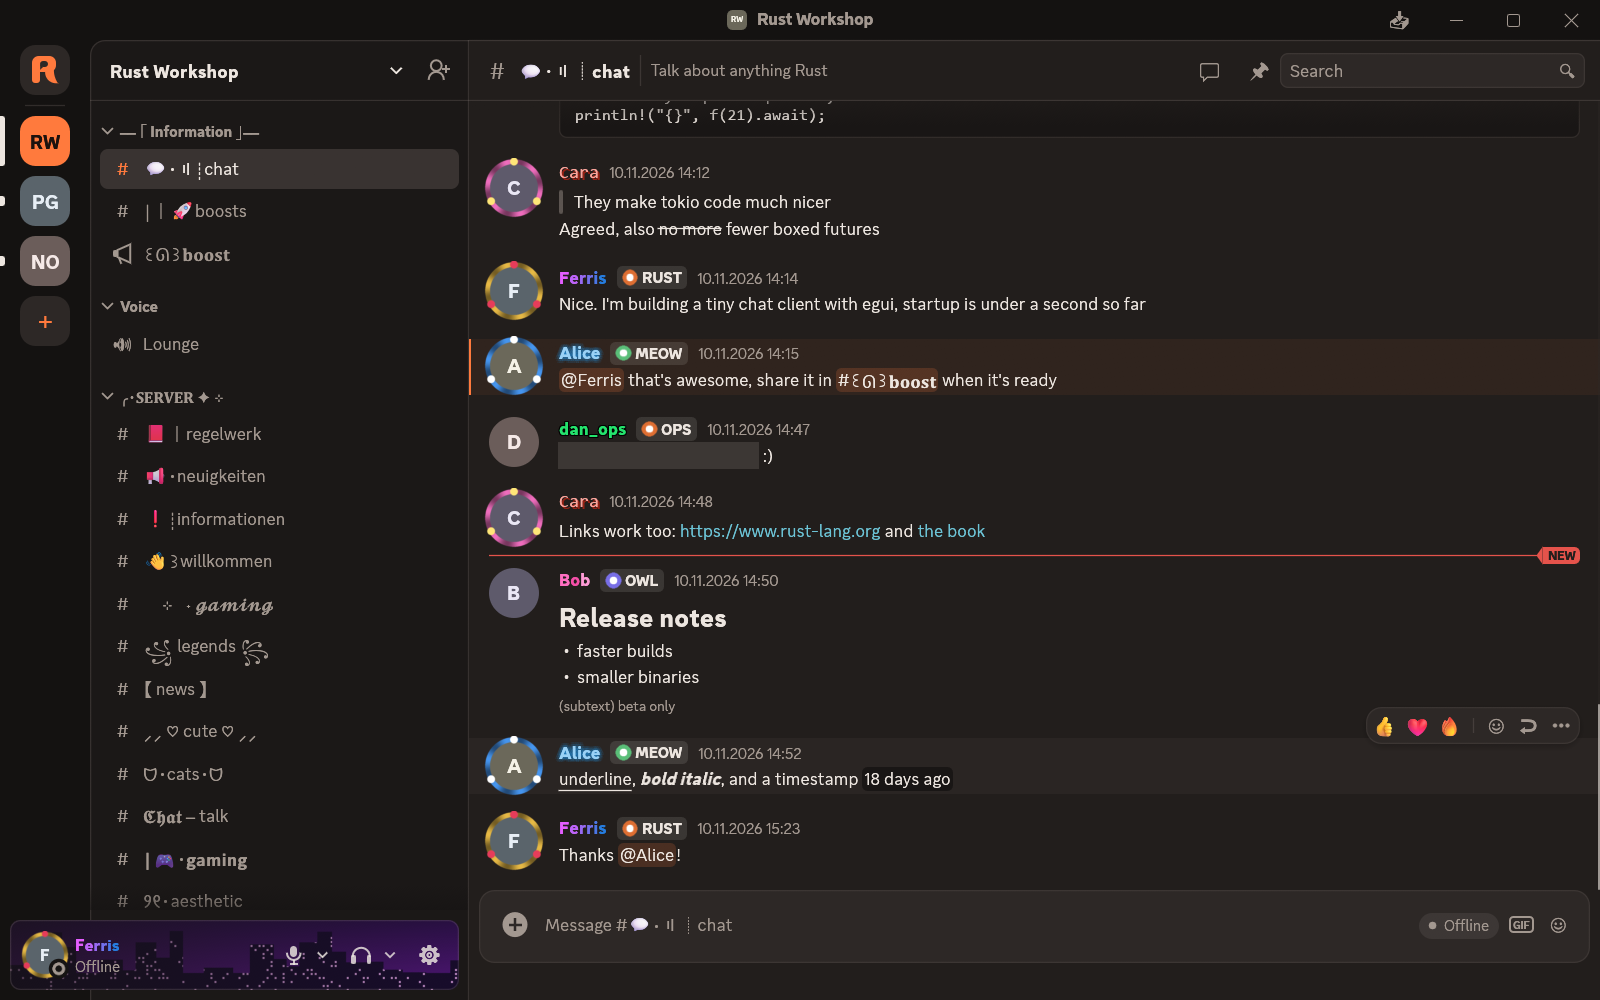 RW Rust Workshop
R
RW
PG
NO
+
Rust Workshop
—「Information」—
# 💬・〢┊chat
# ││🚀boosts
꒰ᘏ꒱𝐛𝐨𝐨𝐬𝐭
Voice
Lounge
╭・𝐒𝐄𝐑𝐕𝐄𝐑 ✦ ⊹
# 📕│regelwerk
# 📢・neuigkeiten
# ❗┊informationen
# 👋꒱willkommen
# ⊹ ˖ 𝓰𝓪𝓶𝓲𝓷𝓰
# ꧁ legends ꧂
# 【news】
# ⸝⸝ ♡ cute ♡ ⸝⸝
# ᗢ・cats・ᗢ
# 𝕮𝖍𝖆𝖙 – talk
# |🎮・𝗴𝗮𝗺𝗶𝗻𝗴
# ୨୧・aesthetic
F Ferris
Offline
# 💬・〢┊chat Talk about anything Rust
Search
println!("{}", f(21).await);
C Cara 10.11.2026 14:12
They make tokio code much nicer
Agreed, also no more fewer boxed futures
F Ferris RUST 10.11.2026 14:14
Nice. I'm building a tiny chat client with egui, startup is under a second so far
A Alice MEOW 10.11.2026 14:15
@Ferris that's awesome, share it in #꒰ᘏ꒱𝐛𝐨𝐨𝐬𝐭 when it's ready
D dan_ops OPS 10.11.2026 14:47
:)
C Cara 10.11.2026 14:48
Links work too: https://www.rust-lang.org and the book
NEW
B Bob OWL 10.11.2026 14:50
Release notes
• faster builds
• smaller binaries
(subtext) beta only
👍 ❤️ 🔥
A Alice MEOW 10.11.2026 14:52
underline, bold italic, and a timestamp 18 days ago
F Ferris RUST 10.11.2026 15:23
Thanks @Alice!
Message #💬・〢┊chat
Offline GIF